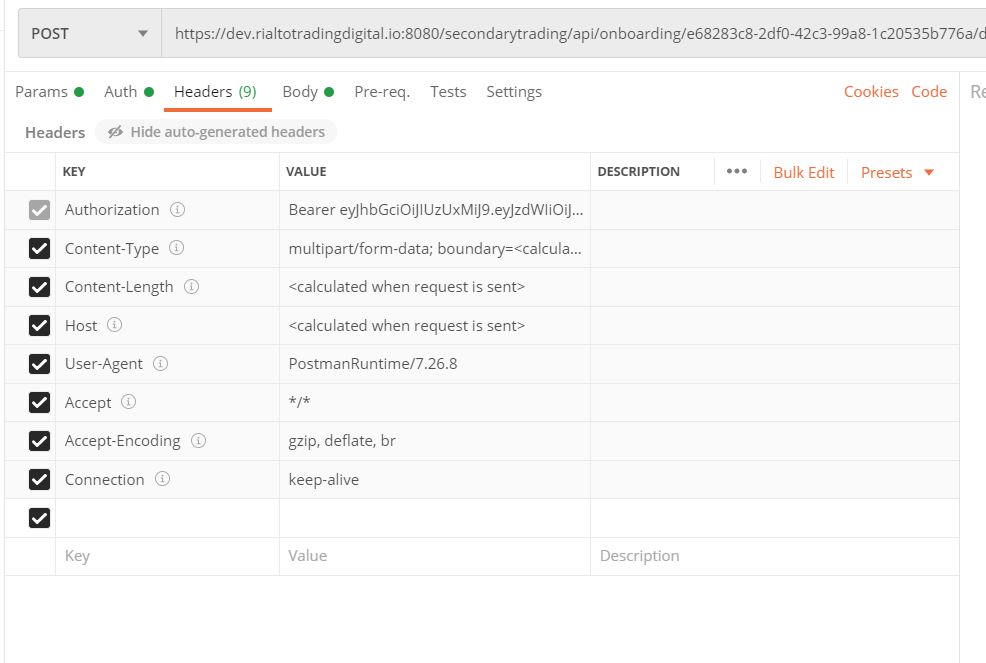 POST https://dev.rialtotradingdigital.io:8080/secondarytrading/api/onboarding/e68283c8-2df0-42c3-99a8-1c20535b776a/d
Params Auth Headers (9) Body Pre-req. Tests Settings Cookies Code Re
Headers Hide auto-generated headers
KEY VALUE DESCRIPTION ••• Bulk Edit Presets
Authorization Bearer eyJhbGciOiJIUzUxMiJ9.eyJzdWIiOiJ...
Content-Type multipart/form-data; boundary=<calcula...
Content-Length <calculated when request is sent>
Host <calculated when request is sent>
User-Agent PostmanRuntime/7.26.8
Accept */*
Accept-Encoding gzip, deflate, br
Connection keep-alive
Key Value Description